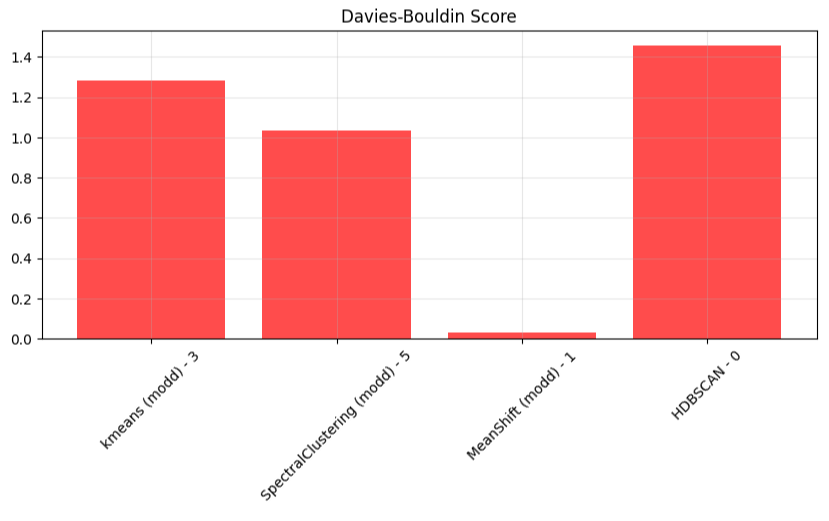 Davies-Bouldin Score
1.4
1.2
1.0
0.8
0.6
0.4
0.2
0.0
kmeans (modd) - 3
SpectralClustering (modd) - 5
MeanShift (modd) - 1
HDBSCAN - 0